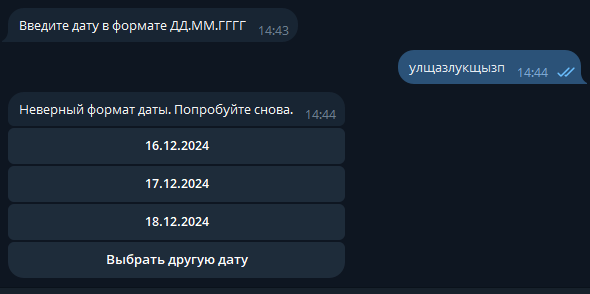 Введите дату в формате ДД.ММ.ГГГГ 14:43
улщазлукщызп 14:44
Неверный формат даты. Попробуйте снова. 14:44
16.12.2024
17.12.2024
18.12.2024
Выбрать другую дату